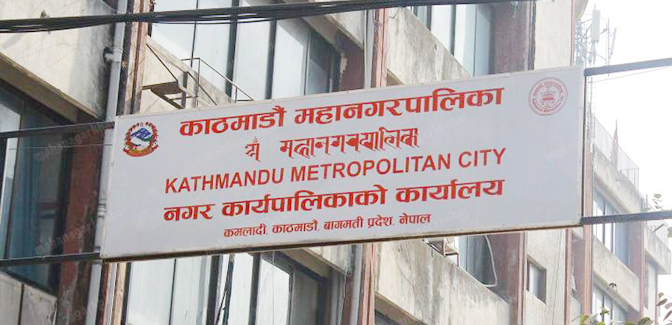 काठमाडौं महानगरपालिका
KATHMANDU METROPOLITAN CITY
नगर कार्यपालिकाको कार्यालय
कमलादी, काठमाडौं, बागमती प्रदेश, नेपाल